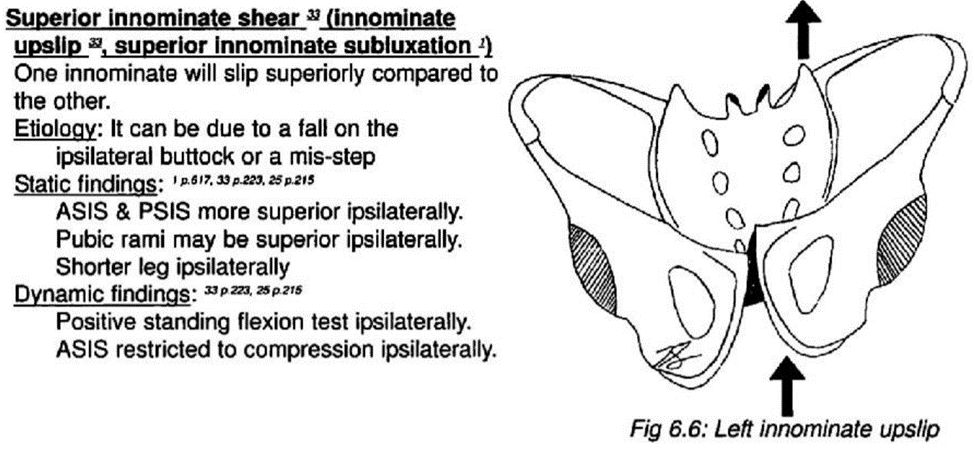 Superior innominate shear 33 (innominate
upslip 33, superior innominate subluxation 1)
One innominate will slip superiorly compared to
the other.
Etiology: It can be due to a fall on the
ipsilateral buttock or a mis-step
Static findings: 1 p.617, 33 p.223, 25 p.215
ASIS & PSIS more superior ipsilaterally.
Pubic rami may be superior ipsilaterally.
Shorter leg ipsilaterally
Dynamic findings: 33 p 223, 25 p.215
Positive standing flexion test ipsilaterally.
ASIS restricted to compression ipsilaterally.
Fig 6.6: Left innominate upslip